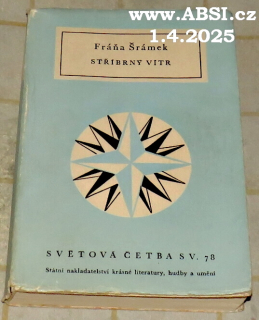 www.ABSI.cz
1.4.2025
Fráňa Šrámek
STŘÍBRNÝ VÍTR
SVĚTOVÁ ČETBA SV. 78
Státní nakladatelství krásné literatury, hudby a umění